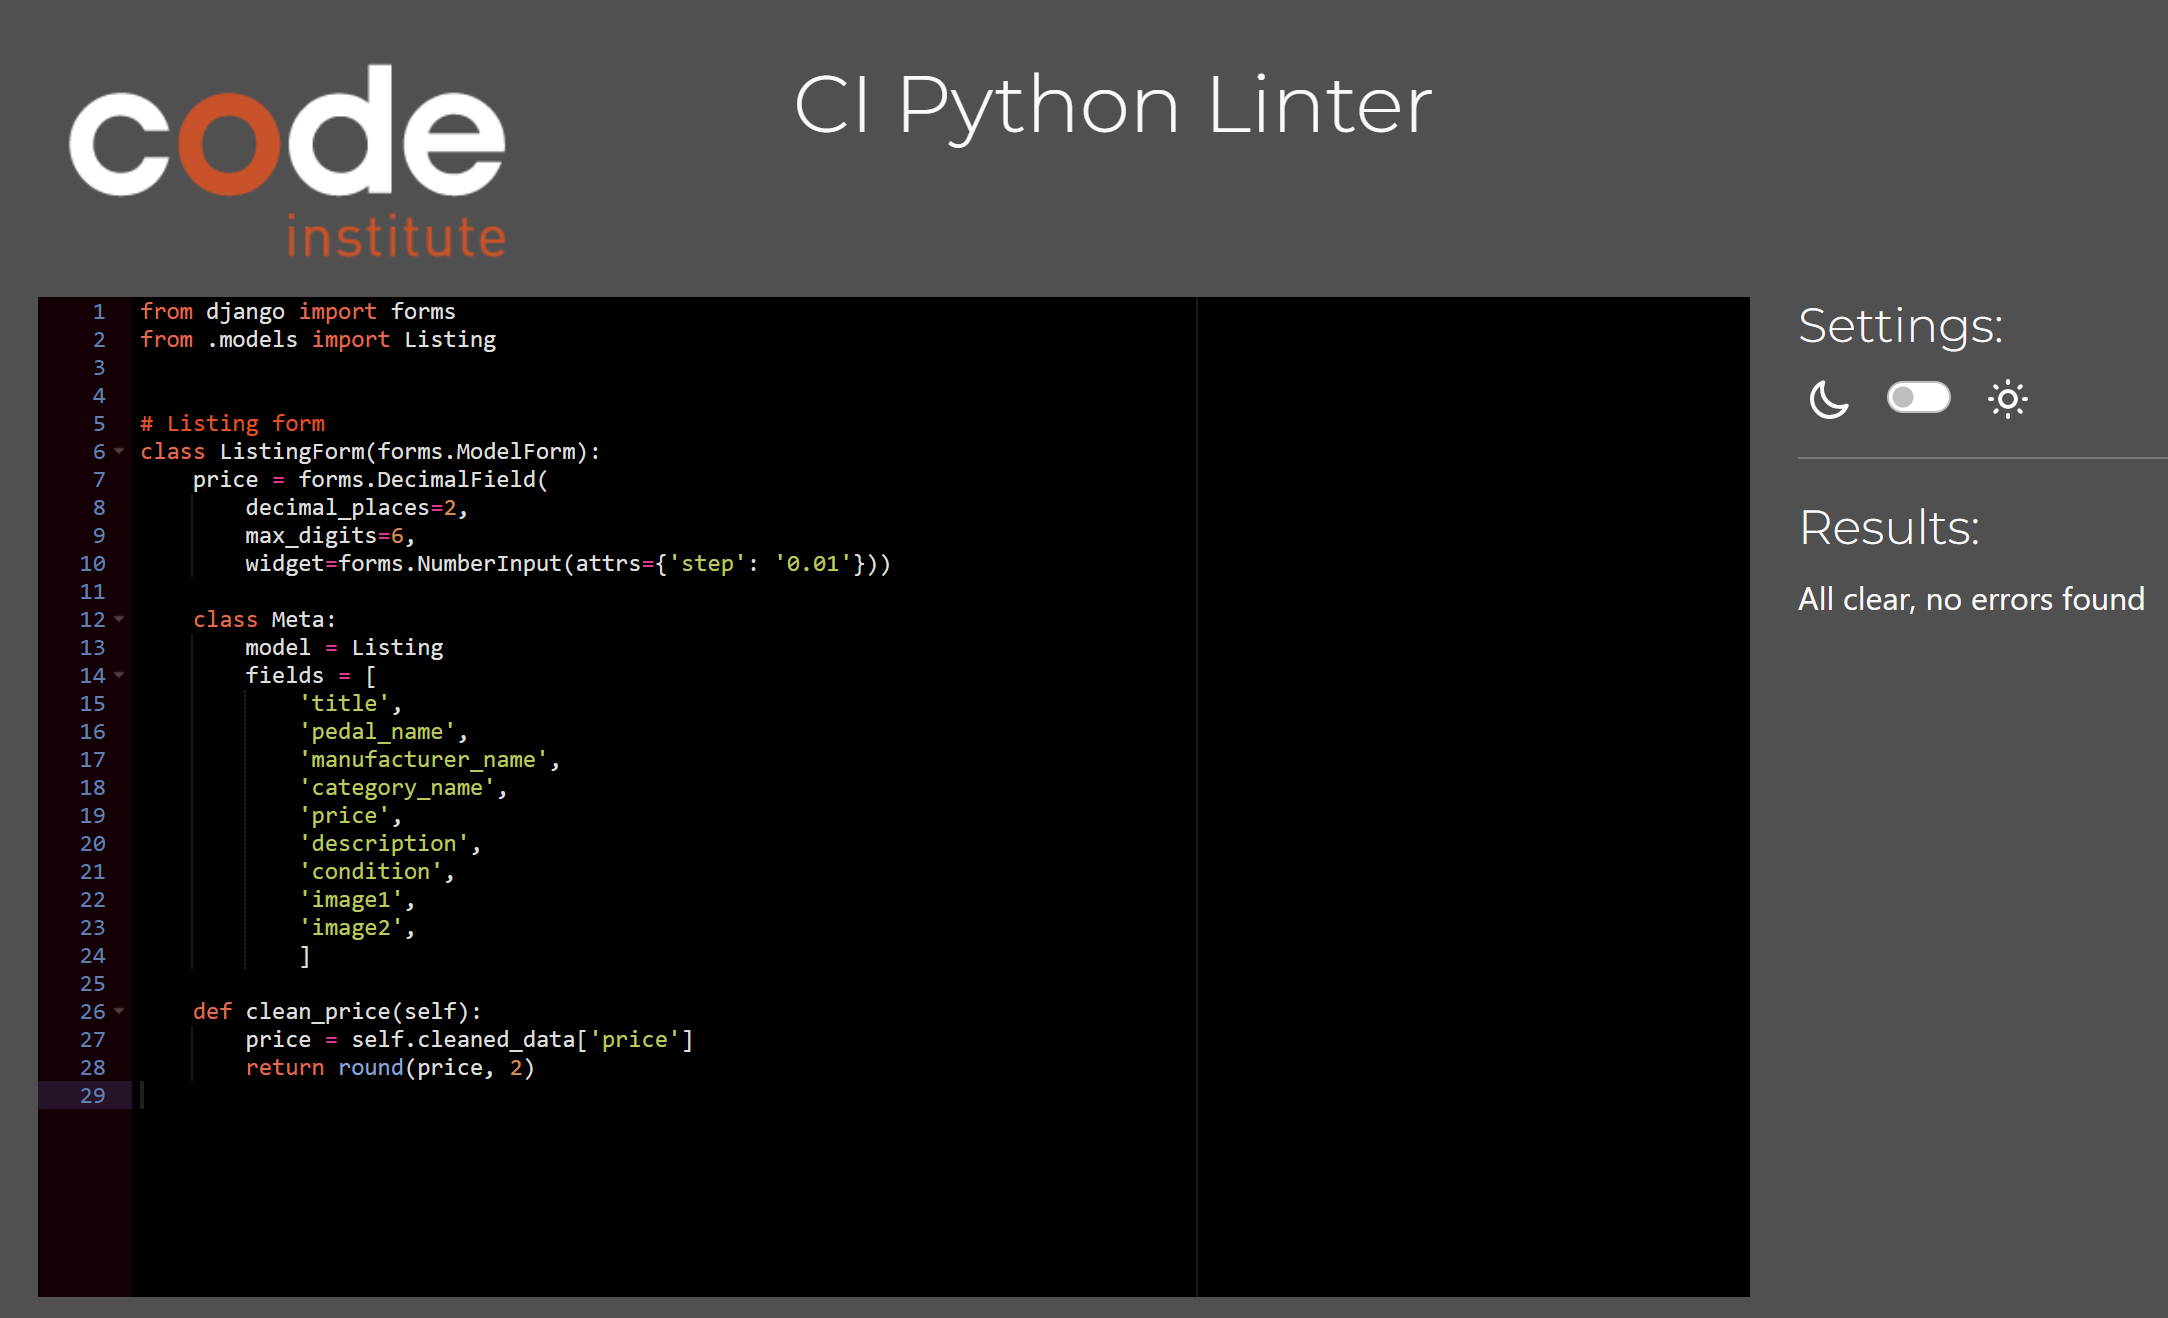 code
institute
CI Python Linter
1 from django import forms
2 from .models import Listing
3
4
5 # Listing form
6 class ListingForm(forms.ModelForm):
7     price = forms.DecimalField(
8         decimal_places=2,
9         max_digits=6,
10         widget=forms.NumberInput(attrs={'step': '0.01'}))
11
12     class Meta:
13         model = Listing
14         fields = [
15             'title',
16             'pedal_name',
17             'manufacturer_name',
18             'category_name',
19             'price',
20             'description',
21             'condition',
22             'image1',
23             'image2',
24             ]
25
26     def clean_price(self):
27         price = self.cleaned_data['price']
28         return round(price, 2)
29
Settings:
Results:
All clear, no errors found